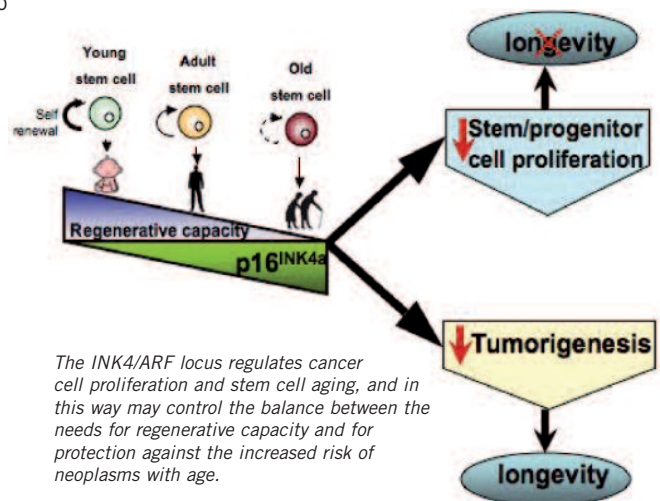 Young
stem cell
Adult
stem cell
Old
stem cell
Self
renewal
Regenerative capacity
p16INK4a
longevity
Stem/progenitor
cell proliferation
Tumorigenesis
longevity
The INK4/ARF locus regulates cancer
cell proliferation and stem cell aging, and in
this way may control the balance between the
needs for regenerative capacity and for
protection against the increased risk of
neoplasms with age.